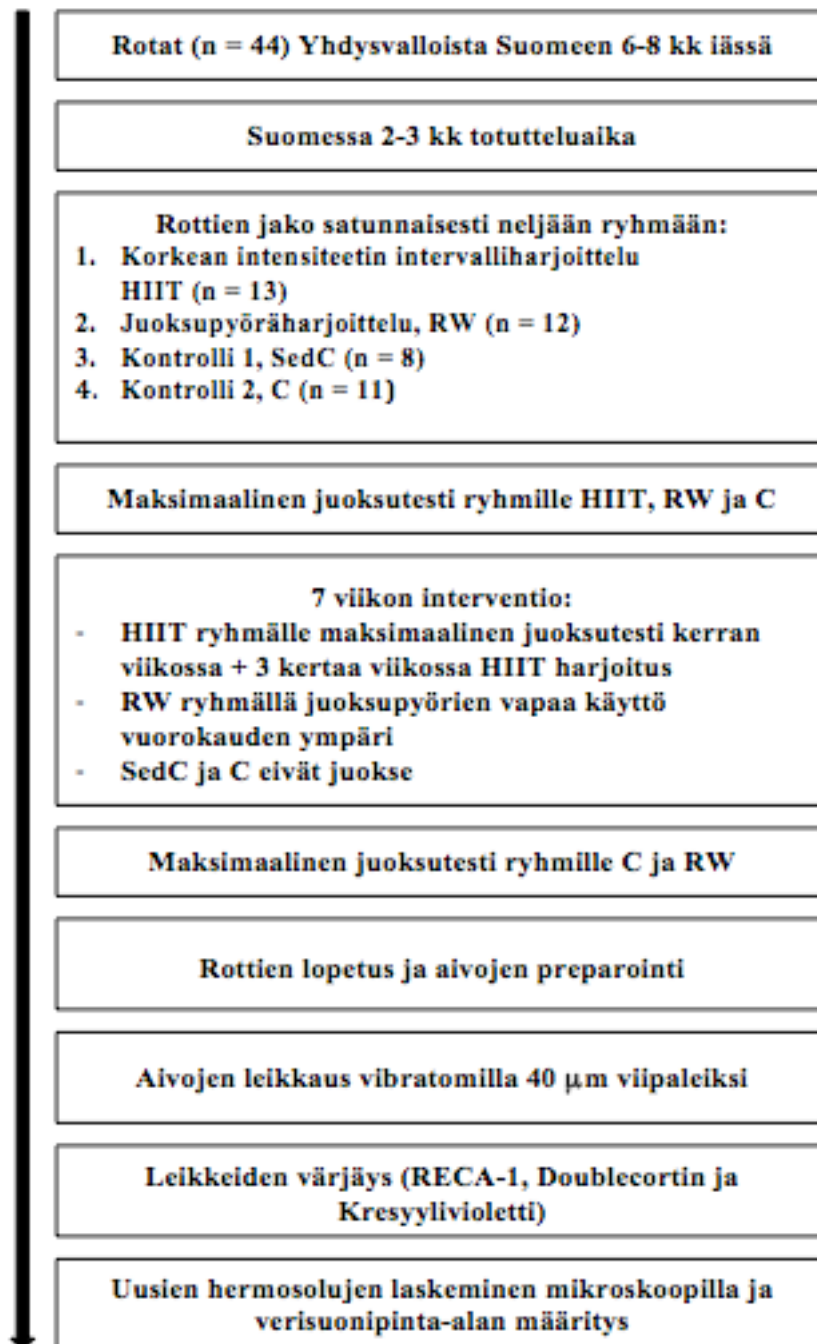 Rotat (n = 44) Yhdysvalloista Suomeen 6-8 kk iässä
Suomessa 2-3 kk totutteluaika
Rottien jako satunnaisesti neljään ryhmään:
1. Korkean intensiteetin intervalliharjoittelu
HIIT (n = 13)
2. Juoksupyöräharjoittelu, RW (n = 12)
3. Kontrolli 1, SedC (n = 8)
4. Kontrolli 2, C (n = 11)
Maksimaalinen juoksutesti ryhmille HIIT, RW ja C
7 viikon interventio:
- HIIT ryhmälle maksimaalinen juoksutesti kerran
viikossa + 3 kertaa viikossa HIIT harjoitus
- RW ryhmällä juoksupyörien vapaa käyttö
vuorokauden ympäri
- SedC ja C eivät juokse
Maksimaalinen juoksutesti ryhmille C ja RW
Rottien lopetus ja aivojen preparointi
Aivojen leikkaus vibratomilla 40 µm viipaleiksi
Leikkeiden värjäys (RECA-1, Doublecortin ja
Kresyylivioletti)
Uusien hermosolujen laskeminen mikroskoopilla ja
verisuonipinta-alan määritys